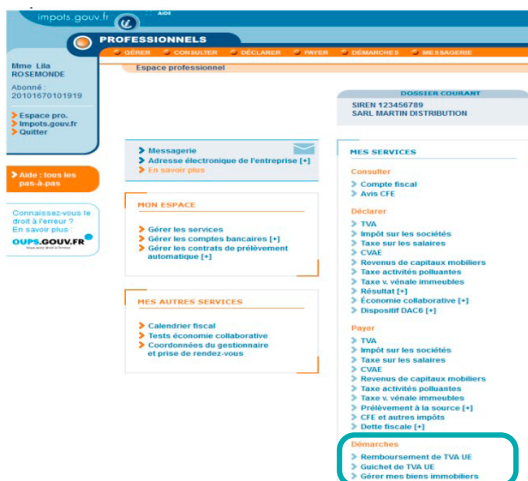 impots.gouv.fr
AIDE
PROFESSIONNELS
GÉRER CONSULTER DÉCLARER PAYER DÉMARCHES MESSAGERIE
Mme Lila
ROSEMONDE
Abonné :
20101670101919
Espace pro.
Impots.gouv.fr
Quitter
Aide : tous les
pas-à-pas
Connaissez-vous le
droit à l'erreur ?
En savoir plus :
OUPS.GOUV.FR
Espace professionnel
Messagerie
Adresse électronique de l'entreprise [+]
En savoir plus
MON ESPACE
Gérer les services
Gérer les comptes bancaires [+]
Gérer les contrats de prélèvement
automatique [+]
MES AUTRES SERVICES
Calendrier fiscal
Tests économie collaborative
Coordonnées du gestionnaire
et prise de rendez-vous
DOSSIER COURANT
SIREN 123456789
SARL MARTIN DISTRIBUTION
MES SERVICES
Consulter
Compte fiscal
Avis CFE
Déclarer
TVA
Impôt sur les sociétés
Taxe sur les salaires
CVAE
Revenus de capitaux mobiliers
Taxe activités polluantes
Taxe v. vénale immeubles
Résultat [+]
Économie collaborative [+]
Dispositif DAC6 [+]
Payer
TVA
Impôt sur les sociétés
Taxe sur les salaires
CVAE
Revenus de capitaux mobiliers
Taxe activités polluantes
Taxe v. vénale immeubles
Prélèvement à la source [+]
CFE et autres impôts
Dette fiscale [+]
Démarches
Remboursement de TVA UE
Guichet de TVA UE
Gérer mes biens immobiliers